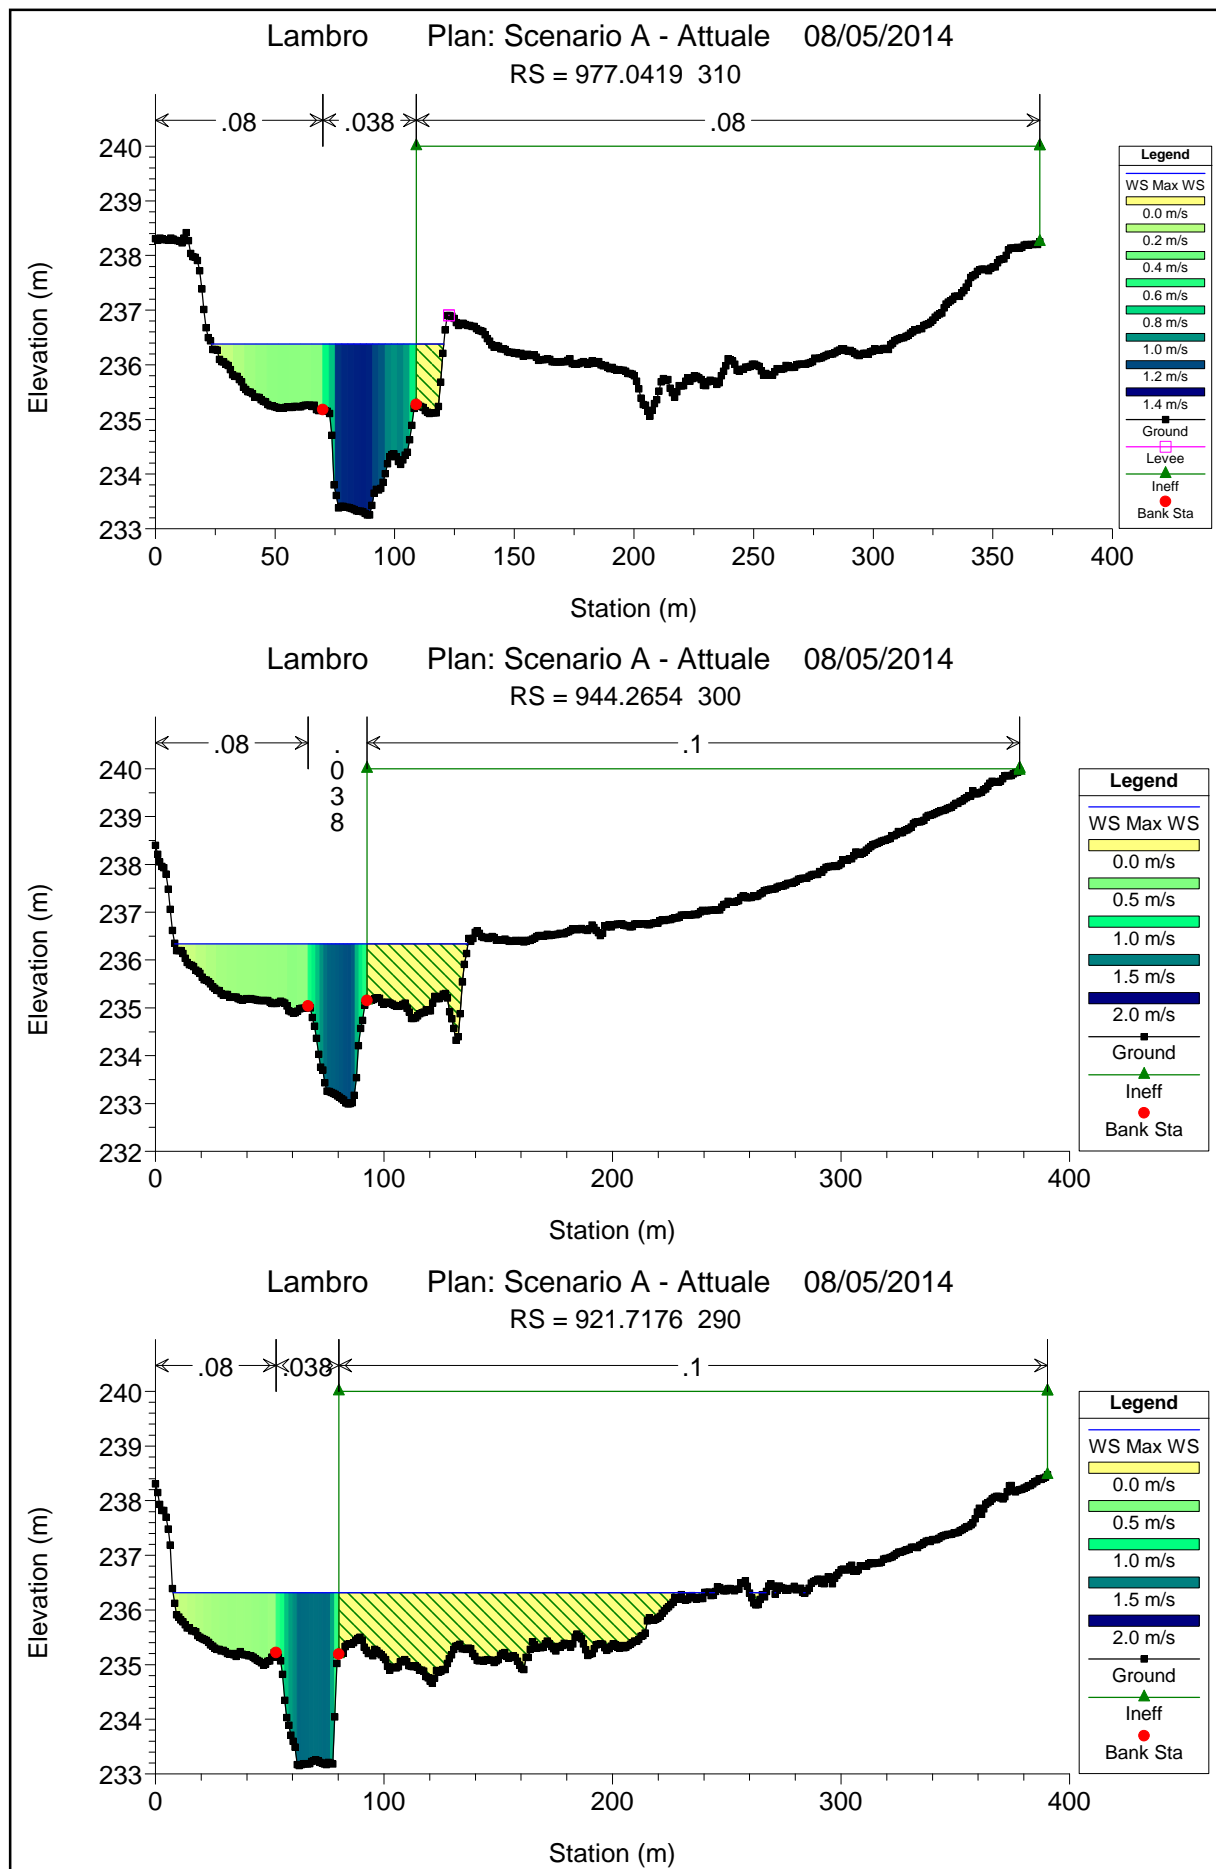 Lambro Plan: Scenario A - Attuale 08/05/2014
RS = 977.0419 310
.08 .038 .08
240
239
238
237
236
235
234
233
Elevation (m)
0 50 100 150 200 250 300 350 400
Station (m)
Legend
WS Max WS
0.0 m/s
0.2 m/s
0.4 m/s
0.6 m/s
0.8 m/s
1.0 m/s
1.2 m/s
1.4 m/s
Ground
Levee
Ineff
Bank Sta
Lambro Plan: Scenario A - Attuale 08/05/2014
RS = 944.2654 300
.08 .038 .1
240
239
238
237
236
235
234
233
232
Elevation (m)
0 100 200 300 400
Station (m)
Legend
WS Max WS
0.0 m/s
0.5 m/s
1.0 m/s
1.5 m/s
2.0 m/s
Ground
Ineff
Bank Sta
Lambro Plan: Scenario A - Attuale 08/05/2014
RS = 921.7176 290
.08 .038 .1
240
239
238
237
236
235
234
233
Elevation (m)
0 100 200 300 400
Station (m)
Legend
WS Max WS
0.0 m/s
0.5 m/s
1.0 m/s
1.5 m/s
2.0 m/s
Ground
Ineff
Bank Sta